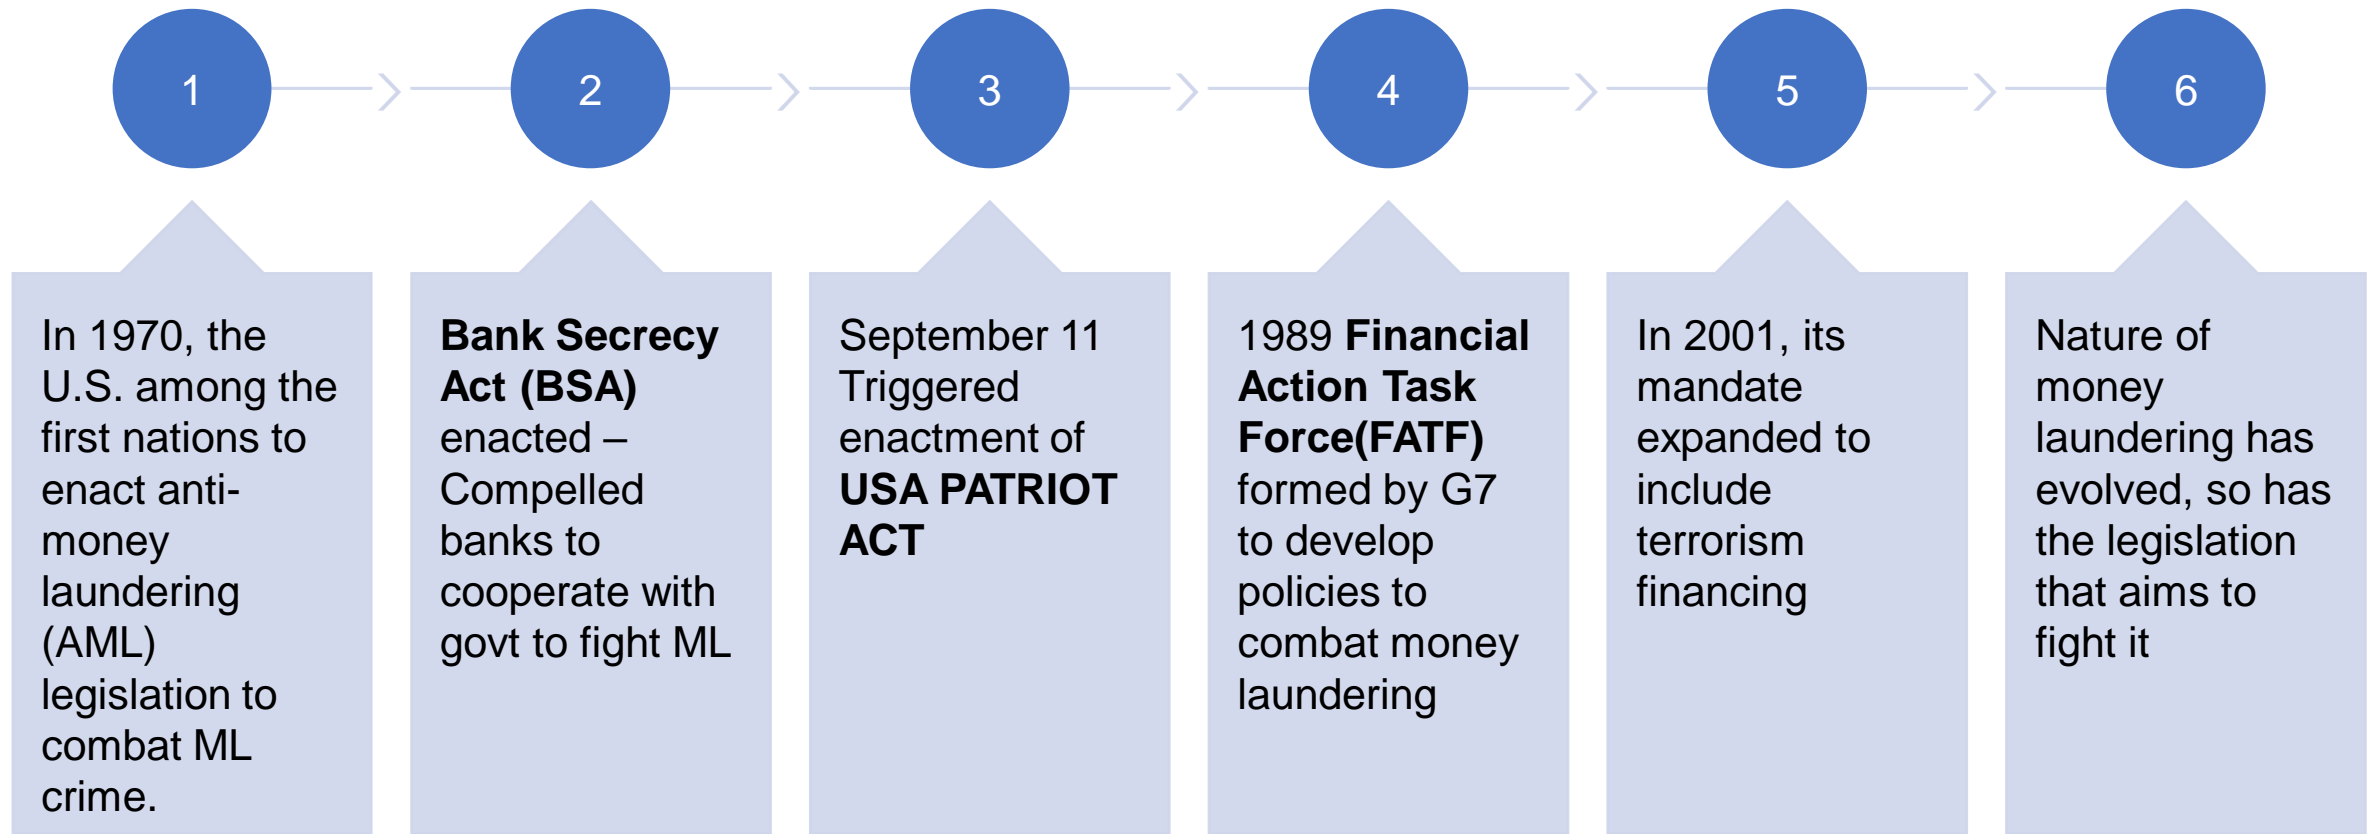 1
In 1970, the
U.S. among the
first nations to
enact anti-
money
laundering
(AML)
legislation to
combat ML
crime.
2
Bank Secrecy
Act (BSA)
enacted –
Compelled
banks to
cooperate with
govt to fight ML
3
September 11
Triggered
enactment of
USA PATRIOT
ACT
4
1989 Financial
Action Task
Force(FATF)
formed by G7
to develop
policies to
combat money
laundering
5
In 2001, its
mandate
expanded to
include
terrorism
financing
6
Nature of
money
laundering has
evolved, so has
the legislation
that aims to
fight it